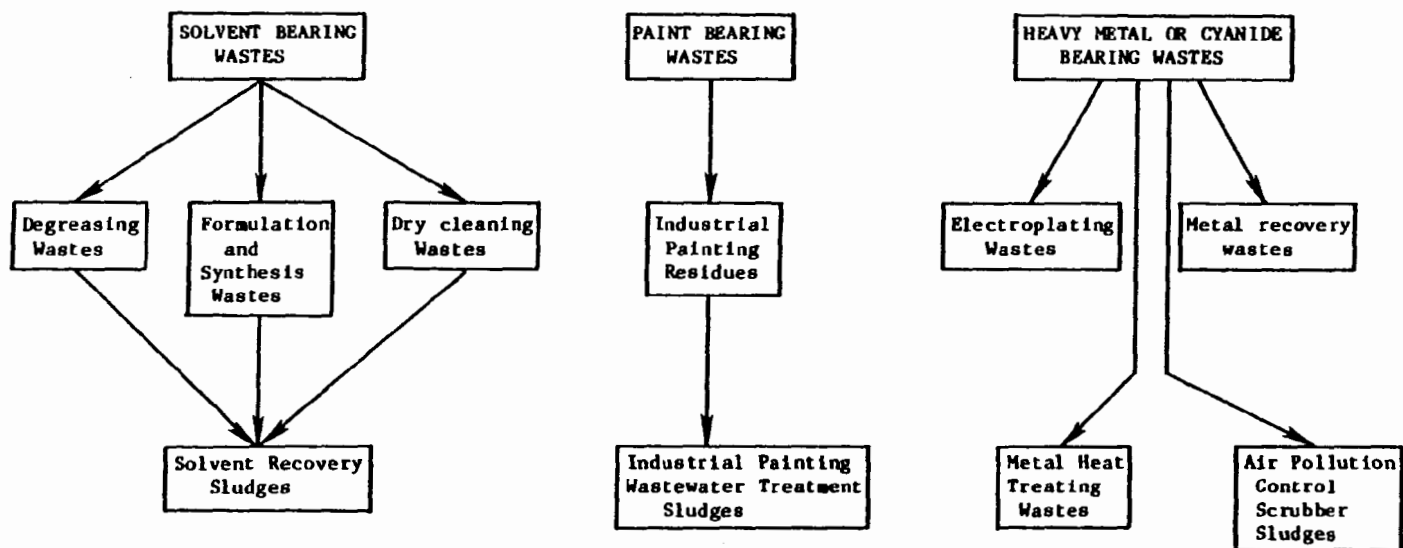 SOLVENT BEARING
WASTES
PAINT BEARING
WASTES
HEAVY METAL OR CYANIDE
BEARING WASTES
Degreasing
Wastes
Formulation
and
Synthesis
Wastes
Dry cleaning
Wastes
Industrial
Painting
Residues
Electroplating
Wastes
Metal recovery
wastes
Solvent Recovery
Sludges
Industrial Painting
Wastewater Treatment
Sludges
Metal Heat
Treating
Wastes
Air Pollution
Control
Scrubber
Sludges